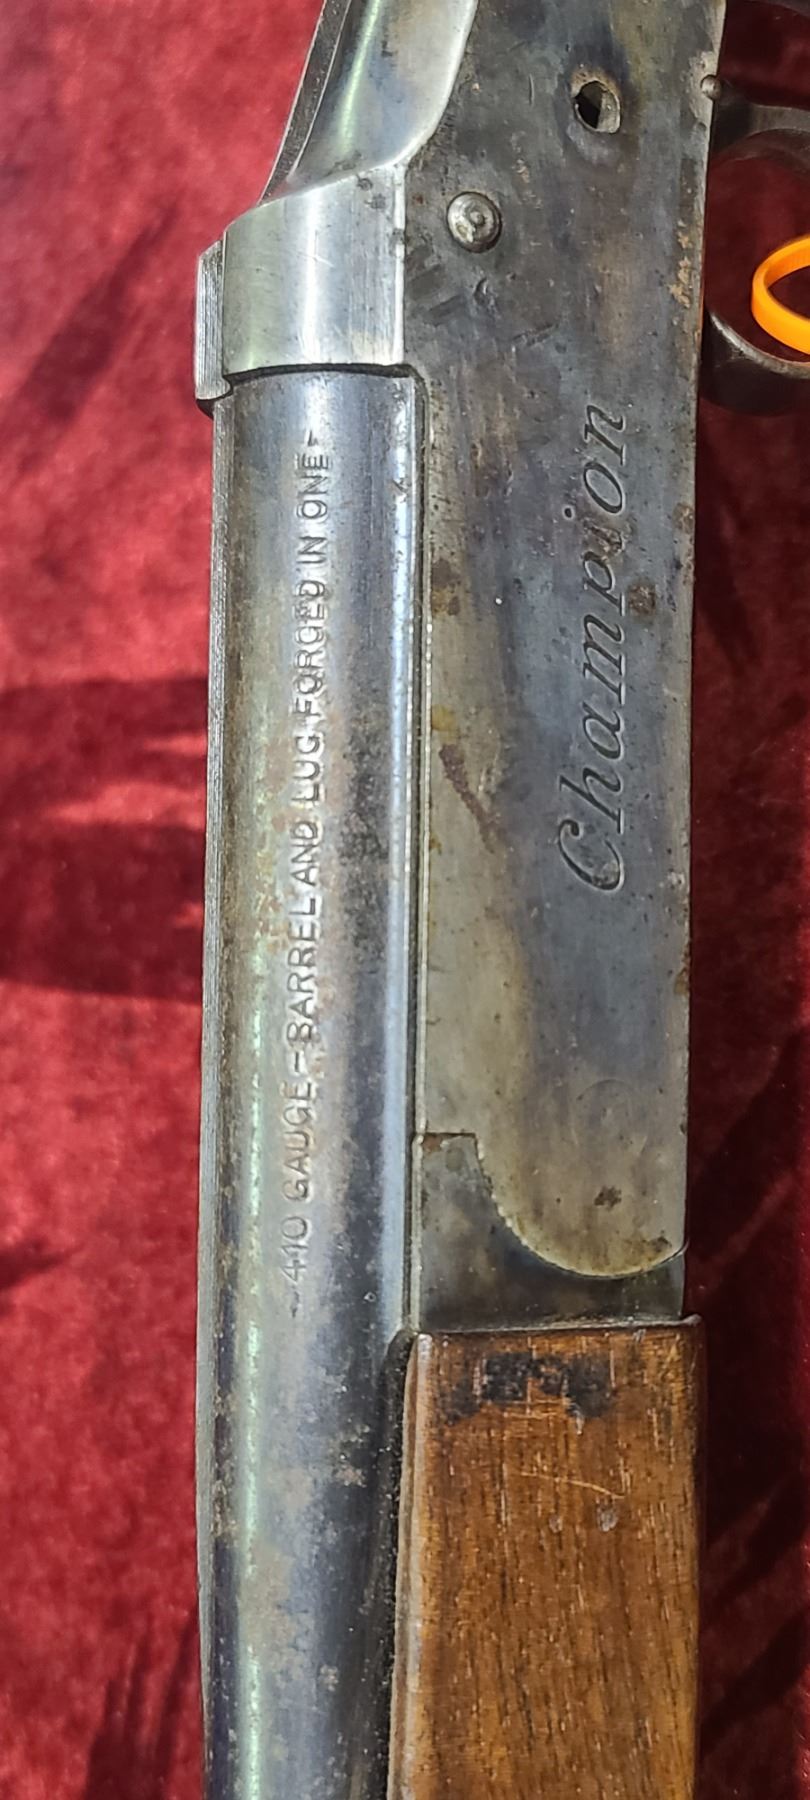 -410 GAUGE-BARREL AND LUG FORGED IN ONE-
Champion